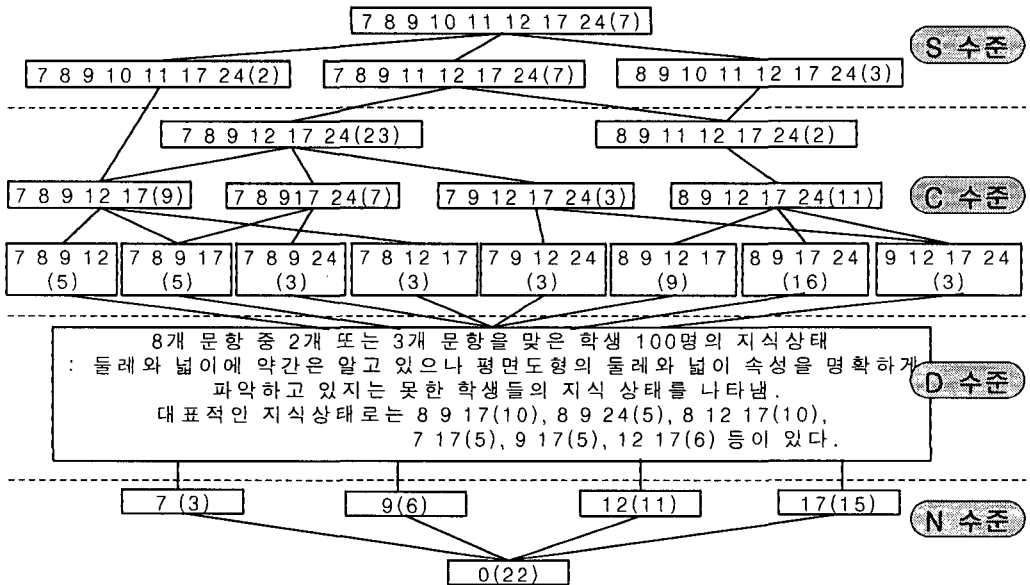 7 8 9 10 11 12 17 24(7)
S 수준
7 8 9 10 11 17 24(2)
7 8 9 11 12 17 24(7)
8 9 10 11 12 17 24(3)
7 8 9 12 17 24(23)
8 9 11 12 17 24(2)
7 8 9 12 17(9)
7 8 917 24(7)
7 9 12 17 24(3)
8 9 12 17 24(11)
C 수준
7 8 9 12
(5)
7 8 9 17
(5)
7 8 9 24
(3)
7 8 12 17
(3)
7 9 12 24
(3)
8 9 12 17
(9)
8 9 17 24
(16)
9 12 17 24
(3)
8개 문항 중 2개 또는 3개 문항을 맞은 학생 100명의 지식상태
: 둘레와 넓이에 약간은 알고 있으나 평면도형의 둘레와 넓이 속성을 명확하게
파악하고 있지는 못한 학생들의 지식 상태를 나타냄.
대표적인 지식상태로는 8 9 17(10), 8 9 24(5), 8 12 17(10),
7 17(5), 9 17(5), 12 17(6) 등이 있다.
D 수준
7 (3)
9(6)
12(11)
17(15)
N 수준
0(22)